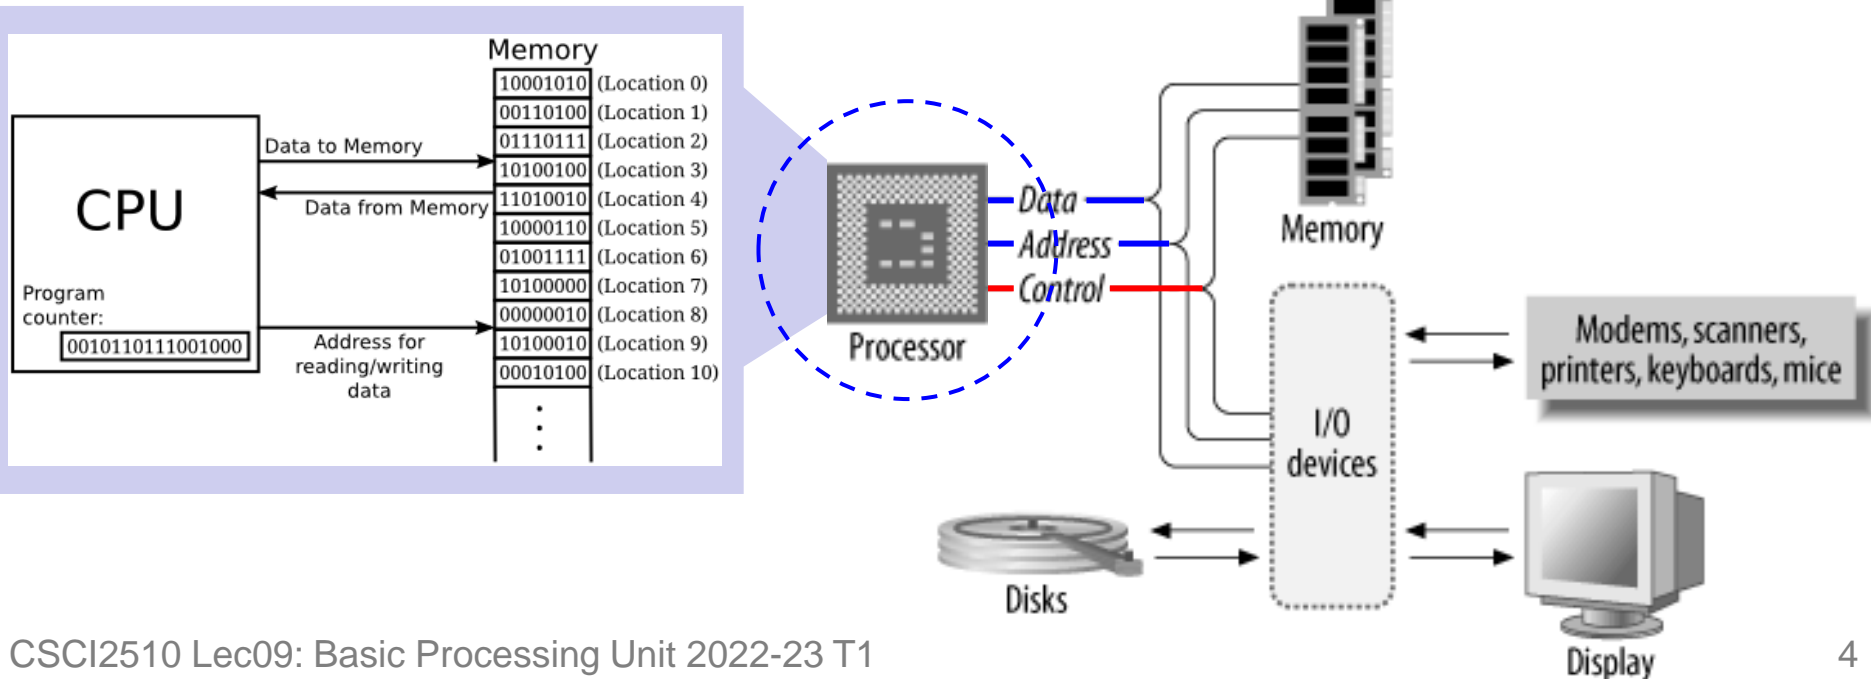 Memory
10001010 (Location 0)
00110100 (Location 1)
01110111 (Location 2)
10100100 (Location 3)
11010010 (Location 4)
10000110 (Location 5)
01001111 (Location 6)
10100000 (Location 7)
00000010 (Location 8)
10100010 (Location 9)
00010100 (Location 10)
CPU
Program
counter:
0010110111001000
Data to Memory
Data from Memory
Address for
reading/writing
data
Processor
Data
Address
Control
Memory
I/O
devices
Modems, scanners,
printers, keyboards, mice
Disks
Display
CSCI2510 Lec09: Basic Processing Unit 2022-23 T1
4